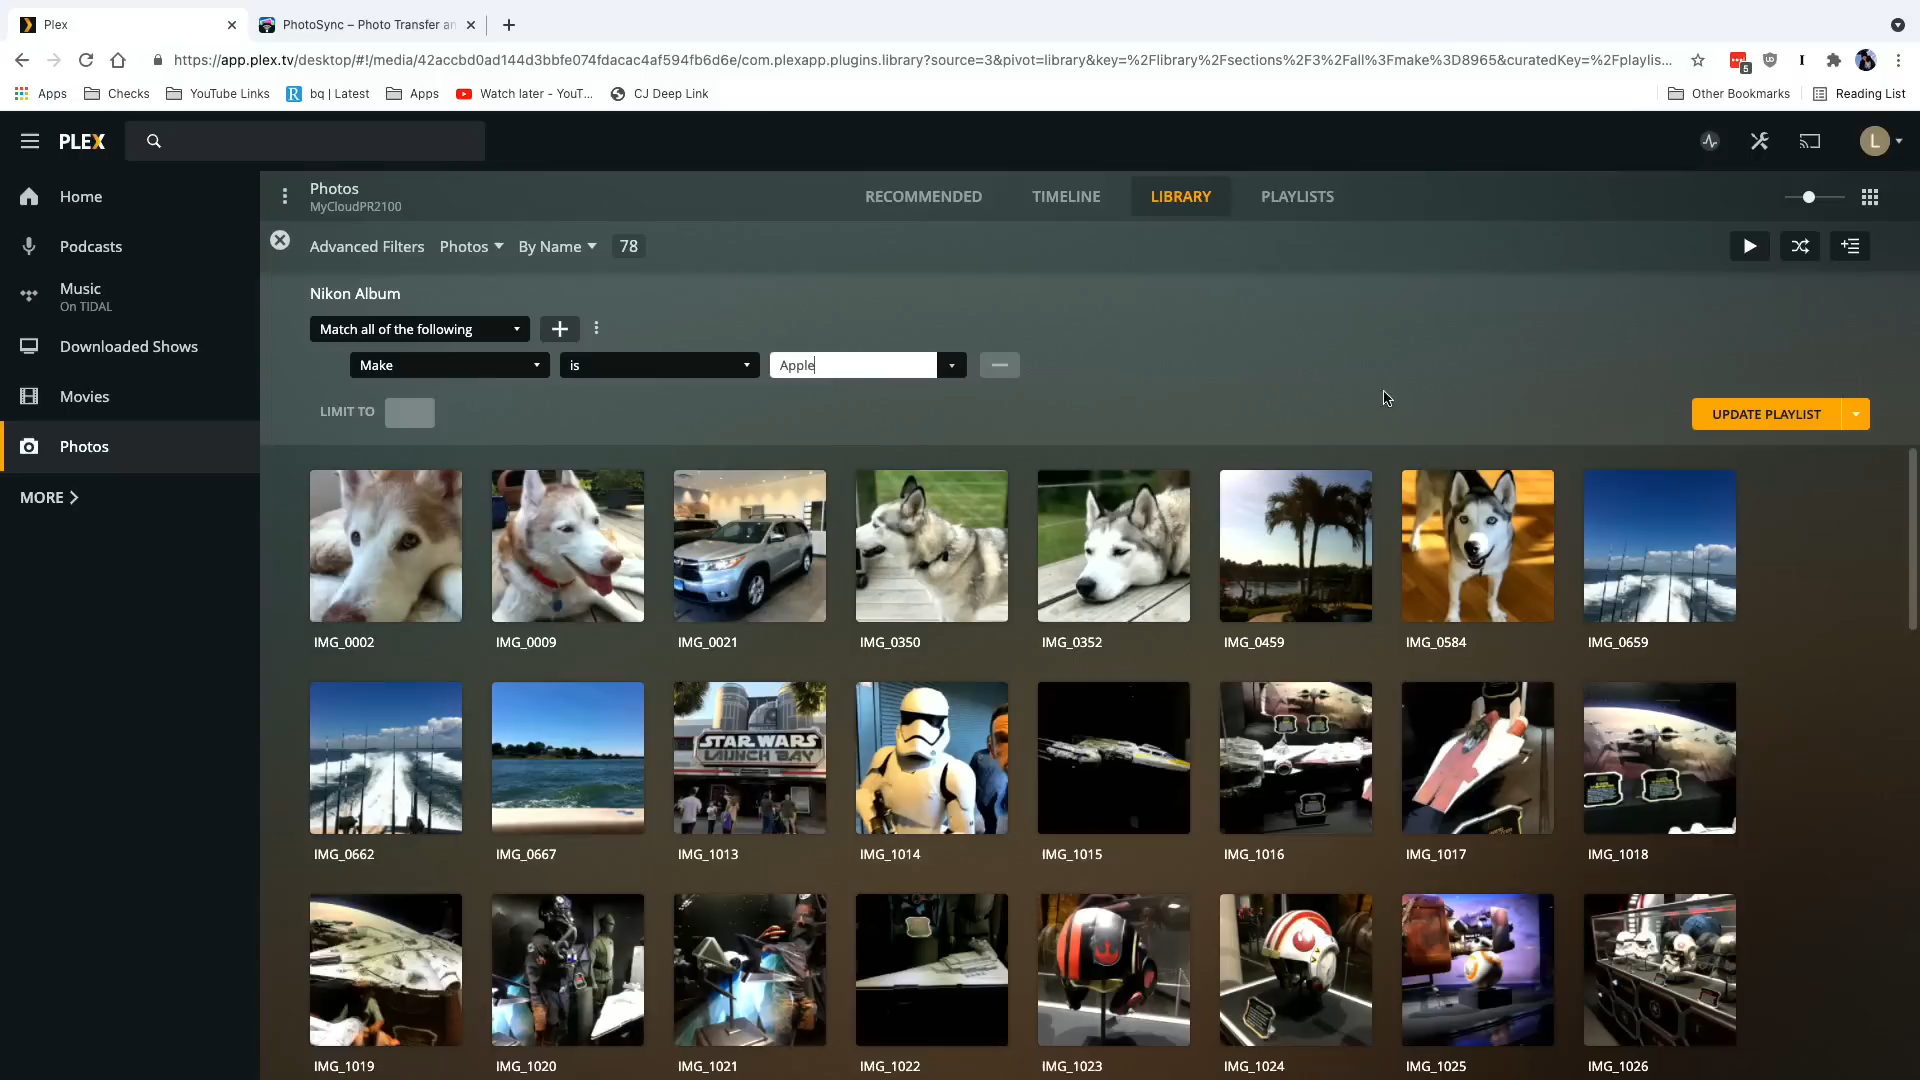 Plex
PhotoSync – Photo Transfer an
https://app.plex.tv/desktop/#!/media/42accbd0ad144d3bbfe074fdacac4af594fb6d6e/com.plexapp.plugins.library?source=3&pivot=library&key=%2Flibrary%2Fsections%2F3%2Fall%3Fmake%3D8965&curatedKey=%2Fplaylis...
5
Apps
Checks
YouTube Links
bq | Latest
Apps
Watch later - YouT...
CJ Deep Link
Other Bookmarks
Reading List
PLEX
L
Home
Podcasts
Music
On TIDAL
Downloaded Shows
Movies
Photos
MORE
Photos
MyCloudPR2100
RECOMMENDED
TIMELINE
LIBRARY
PLAYLISTS
Advanced Filters
Photos
By Name
78
Nikon Album
Match all of the following
Make
is
Apple
LIMIT TO
UPDATE PLAYLIST
IMG_0002
IMG_0009
IMG_0021
IMG_0350
IMG_0352
IMG_0459
IMG_0584
IMG_0659
STAR WARS
LAUNCH BAY
IMG_0662
IMG_0667
IMG_1013
IMG_1014
IMG_1015
IMG_1016
IMG_1017
IMG_1018
IMG_1019
IMG_1020
IMG_1021
IMG_1022
IMG_1023
IMG_1024
IMG_1025
IMG_1026